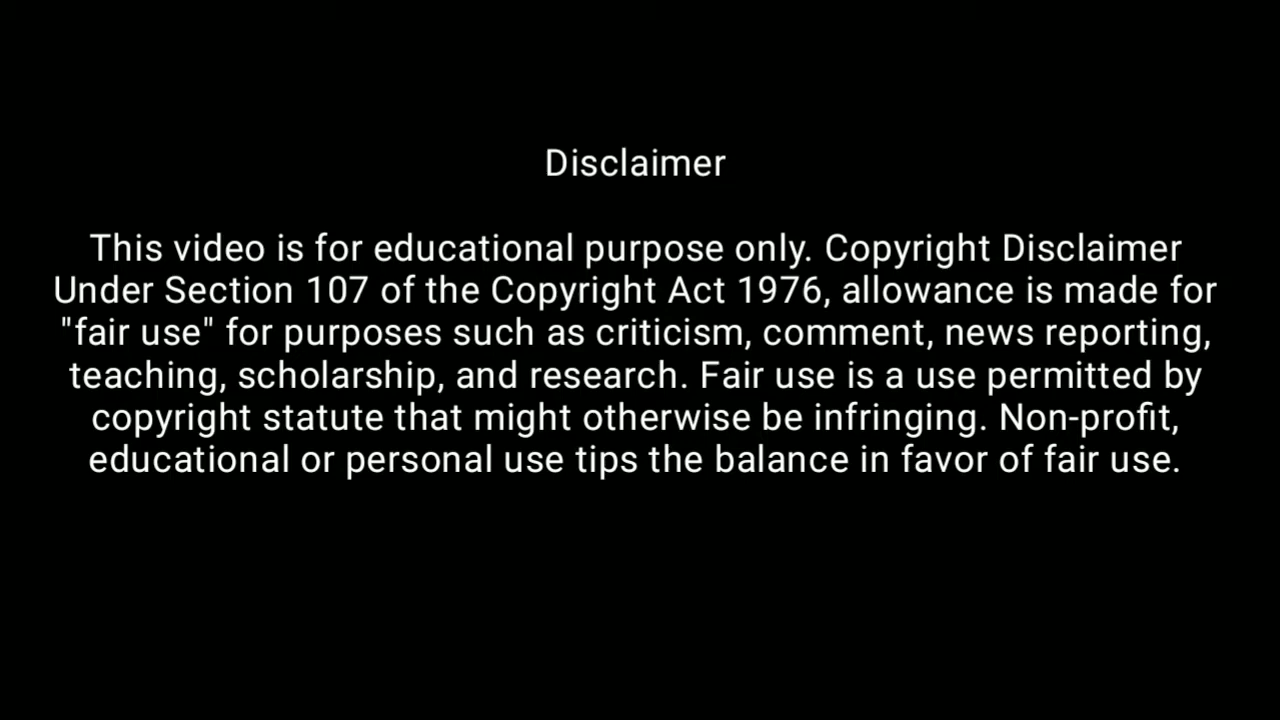 Disclaimer
This video is for educational purpose only. Copyright Disclaimer
Under Section 107 of the Copyright Act 1976, allowance is made for
"fair use" for purposes such as criticism, comment, news reporting,
teaching, scholarship, and research. Fair use is a use permitted by
copyright statute that might otherwise be infringing. Non-profit,
educational or personal use tips the balance in favor of fair use.